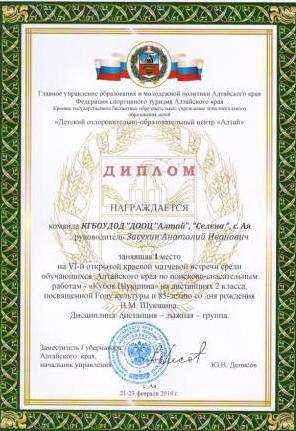 Главное управление образования и молодежной политики Алтайского края
Федерация спортивного туризма Алтайского края
Краевое государственное бюджетное образовательное учреждение дополнительного
образования детей
«Детский оздоровительно-образовательный центр «Алтай»
ДИПЛОМ
НАГРАЖДАЕТСЯ
команда КГБОУДОД "ДООЦ "Алтай", "Селена", с. Ая
руководитель Засухин Анатолий Иванович
занявшая I место
на VI-й открытой краевой матчевой встречи среди
обучающихся Алтайского края по поисково-спасательным
работам - «Кубок Шукшина» на дистанциях 2 класса,
посвященной Году культуры и 85-летию со дня рождения
В.М. Шукшина.
Дисциплина: дистанция – лыжная – группа.
Заместитель Губернатора
Алтайского края,
начальник управления
Ю.Н. Денисов
с. Ая
21-23 февраля 2014 г.